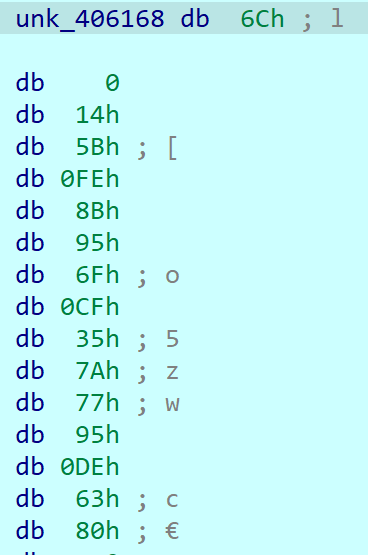 unk_406168 db  6Ch ; l
db    0
db  14h
db  5Bh ; [
db 0FEh
db  8Bh
db  95h
db  6Fh ; o
db 0CFh
db  35h ; 5
db  7Ah ; z
db  77h ; w
db  95h
db 0DEh
db  63h ; c
db  80h ; €